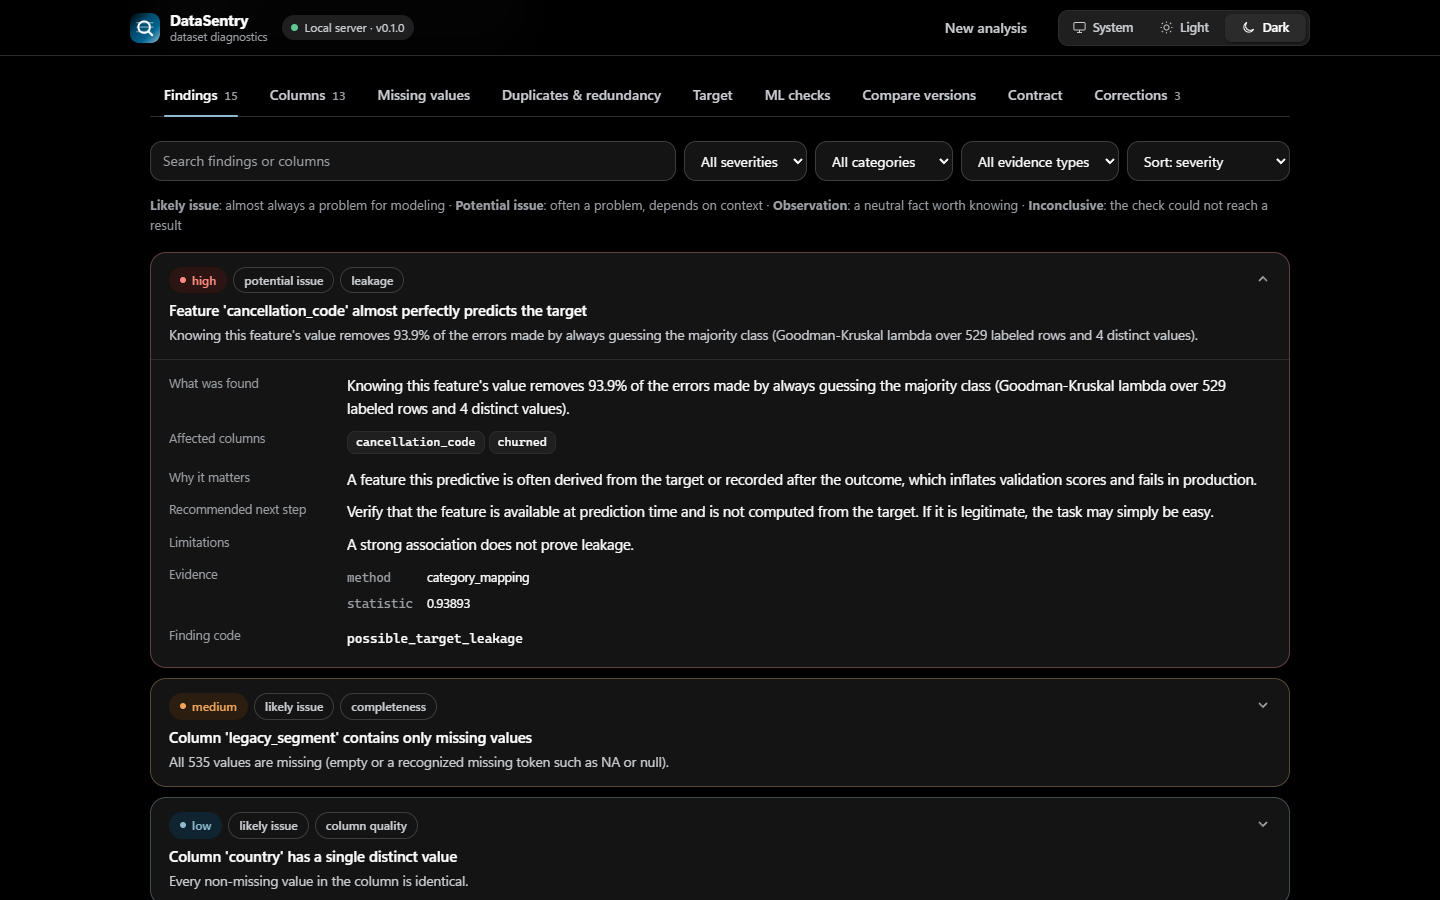 DataSentry
dataset diagnostics
Local server · v0.1.0
New analysis
System
Light
Dark
Findings 15
Columns 13
Missing values
Duplicates & redundancy
Target
ML checks
Compare versions
Contract
Corrections 3
Search findings or columns
All severities
All categories
All evidence types
Sort: severity
Likely issue: almost always a problem for modeling · Potential issue: often a problem, depends on context · Observation: a neutral fact worth knowing · Inconclusive: the check could not reach a
result
high
potential issue
leakage
Feature 'cancellation_code' almost perfectly predicts the target
Knowing this feature's value removes 93.9% of the errors made by always guessing the majority class (Goodman-Kruskal lambda over 529 labeled rows and 4 distinct values).
What was found
Knowing this feature's value removes 93.9% of the errors made by always guessing the majority class (Goodman-Kruskal lambda over 529
labeled rows and 4 distinct values).
Affected columns
cancellation_code
churned
Why it matters
A feature this predictive is often derived from the target or recorded after the outcome, which inflates validation scores and fails in production.
Recommended next step
Verify that the feature is available at prediction time and is not computed from the target. If it is legitimate, the task may simply be easy.
Limitations
A strong association does not prove leakage.
Evidence
method category_mapping
statistic 0.93893
Finding code
possible_target_leakage
medium
likely issue
completeness
Column 'legacy_segment' contains only missing values
All 535 values are missing (empty or a recognized missing token such as NA or null).
low
likely issue
column quality
Column 'country' has a single distinct value
Every non-missing value in the column is identical.